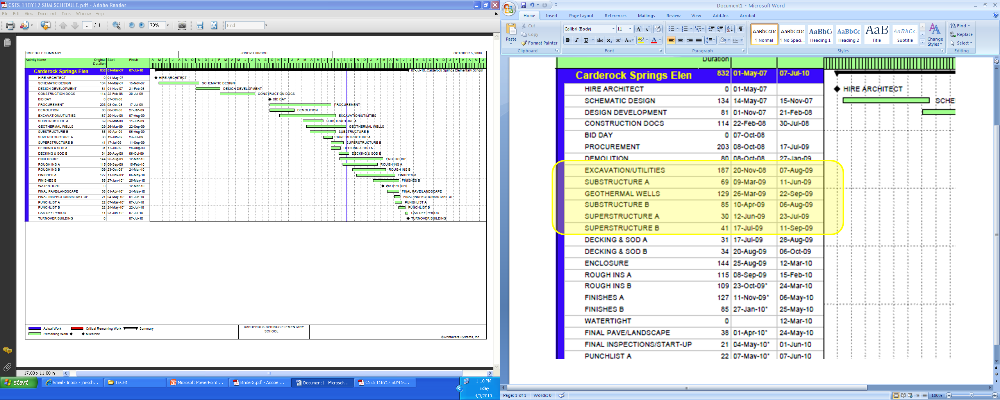 CSES 11BY17 SUM SCHEDULE.pdf - Adobe Reader
File Edit View Document Tools Window Help
1 / 1 70% Find
SCHEDULE SUMMARY JOSEPH HIRSCH OCTOBER 5, 2009
Activity Name Original Duration Start Finish A M J J A S O N D J F M A M J J A S O N D J F M A M J J A S O N D J F M A M J J A S O N D J F M A M J
Carderock Springs Elen 832 01-May-07 07-Jul-10 07-Jul-10, Carderock Springs Elementary School
HIRE ARCHITECT 0 01-May-07 HIRE ARCHITECT
SCHEMATIC DESIGN 134 14-May-07 15-Nov-07 SCHEMATIC DESIGN
DESIGN DEVELOPMENT 81 01-Nov-07 21-Feb-08 DESIGN DEVELOPMENT
CONSTRUCTION DOCS 114 22-Feb-08 30-Jul-08 CONSTRUCTION DOCS
BID DAY 0 07-Oct-08 BID DAY
PROCUREMENT 203 08-Oct-08 17-Jul-09 PROCUREMENT
DEMOLITION 80 08-Oct-08 27-Jan-09 DEMOLITION
EXCAVATION/UTILITIES 187 20-Nov-08 07-Aug-09 EXCAVATION/UTILITIES
SUBSTRUCTURE A 69 09-Mar-09 11-Jun-09 SUBSTRUCTURE A
GEOTHERMAL WELLS 129 26-Mar-09 22-Sep-09 GEOTHERMAL WELLS
SUBSTRUCTURE B 85 10-Apr-09 06-Aug-09 SUBSTRUCTURE B
SUPERSTRUCTURE A 30 12-Jun-09 23-Jul-09 SUPERSTRUCTURE A
SUPERSTRUCTURE B 41 17-Jul-09 11-Sep-09 SUPERSTRUCTURE B
DECKING & SOD A 31 17-Jul-09 28-Aug-09 DECKING & SOD A
DECKING & SOD B 34 20-Aug-09 06-Oct-09 DECKING & SOD B
ENCLOSURE 144 25-Aug-09 12-Mar-10 ENCLOSURE
ROUGH INS A 115 08-Sep-09 15-Feb-10 ROUGH INS A
ROUGH INS B 109 23-Oct-09* 24-Mar-10 ROUGH INS B
FINISHES A 127 11-Nov-09* 06-May-10 FINISHES A
FINISHES B 85 27-Jan-10* 25-May-10 FINISHES B
WATERTIGHT 0 12-Mar-10 WATERTIGHT
FINAL PAVE/LANDSCAPE 38 01-Apr-10* 24-May-10 FINAL PAVE/LANDSCAPE
FINAL INSPECTIONS/START-UP 21 04-May-10* 01-Jun-10 FINAL INSPECTIONS/START-UP
PUNCHLIST A 22 07-May-10* 07-Jun-10 PUNCHLIST A
PUNCHLIST B 22 24-May-10* 22-Jun-10 PUNCHLIST B
GAS OFF PERIOD 11 23-Jun-10* 07-Jul-10 GAS OFF PERIOD
TURNOVER BUILDING 0 07-Jul-10 TURNOVER BUILDING
Actual Work Critical Remaining Work Summary
Remaining Work Milestone
CARDEROCK SPRINGS ELEMENTARY
SCHOOL
© Primavera Systems, Inc.
17.00 x 11.00 in
start Gmail - Inbox - jhirsch... TECH1 Microsoft PowerPoint ... Binder2.pdf - Adobe ... Document1 - Microsof... CSES 11BY17 SUM SC...
1:10 PM
Friday
4/9/2010
Document1 - Microsoft Word
Home Insert Page Layout References Mailings Review View Add-Ins Acrobat
Paste Cut Copy Format Painter
Calibri (Body) 11
B I U abc x₂ x² Aa
AaBbCcDc AaBbCcDc AaBbC AaBbCc AaB AaBbCc.
¶ Normal ¶ No Spaci... Heading 1 Heading 2 Title Subtitle
Change Styles
Find
Replace
Select
Clipboard Font Paragraph Styles Editing
Duration
Carderock Springs Elen 832 01-May-07 07-Jul-10
HIRE ARCHITECT 0 01-May-07 HIRE ARCHITECT
SCHEMATIC DESIGN 134 14-May-07 15-Nov-07 SCHE
DESIGN DEVELOPMENT 81 01-Nov-07 21-Feb-08
CONSTRUCTION DOCS 114 22-Feb-08 30-Jul-08
BID DAY 0 07-Oct-08
PROCUREMENT 203 08-Oct-08 17-Jul-09
DEMOLITION 80 08-Oct-08 27-Jan-09
EXCAVATION/UTILITIES 187 20-Nov-08 07-Aug-09
SUBSTRUCTURE A 69 09-Mar-09 11-Jun-09
GEOTHERMAL WELLS 129 26-Mar-09 22-Sep-09
SUBSTRUCTURE B 85 10-Apr-09 06-Aug-09
SUPERSTRUCTURE A 30 12-Jun-09 23-Jul-09
SUPERSTRUCTURE B 41 17-Jul-09 11-Sep-09
DECKING & SOD A 31 17-Jul-09 28-Aug-09
DECKING & SOD B 34 20-Aug-09 06-Oct-09
ENCLOSURE 144 25-Aug-09 12-Mar-10
ROUGH INS A 115 08-Sep-09 15-Feb-10
ROUGH INS B 109 23-Oct-09* 24-Mar-10
FINISHES A 127 11-Nov-09* 06-May-10
FINISHES B 85 27-Jan-10* 25-May-10
WATERTIGHT 0 12-Mar-10
FINAL PAVE/LANDSCAPE 38 01-Apr-10* 24-May-10
FINAL INSPECTIONS/START-UP 21 04-May-10* 01-Jun-10
PUNCHLIST A 22 07-May-10* 07-Jun-10
Page: 1 of 1 Words: 0 100%